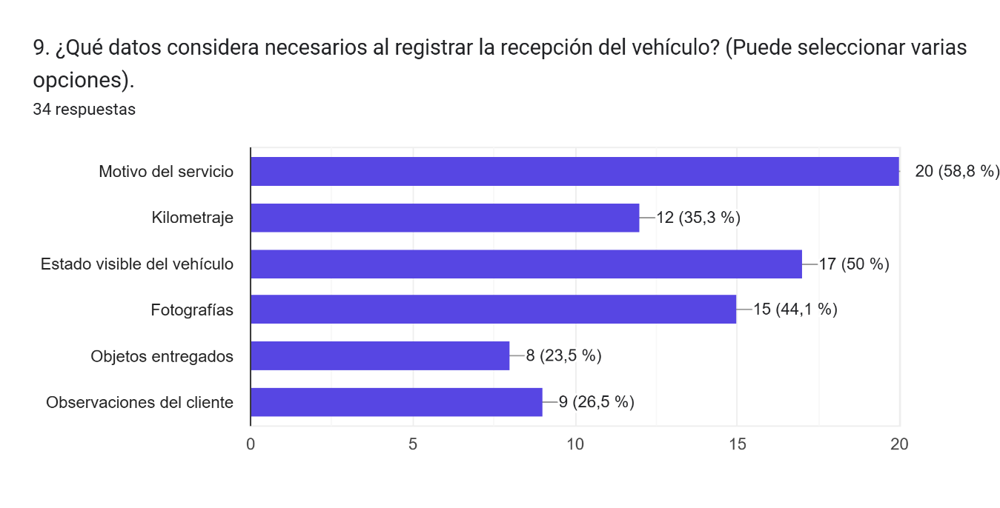 9. ¿Qué datos considera necesarios al registrar la recepción del vehículo? (Puede seleccionar varias
opciones).
34 respuestas
Motivo del servicio 20 (58,8 %)
Kilometraje 12 (35,3 %)
Estado visible del vehículo 17 (50 %)
Fotografías 15 (44,1 %)
Objetos entregados 8 (23,5 %)
Observaciones del cliente 9 (26,5 %)
0 5 10 15 20